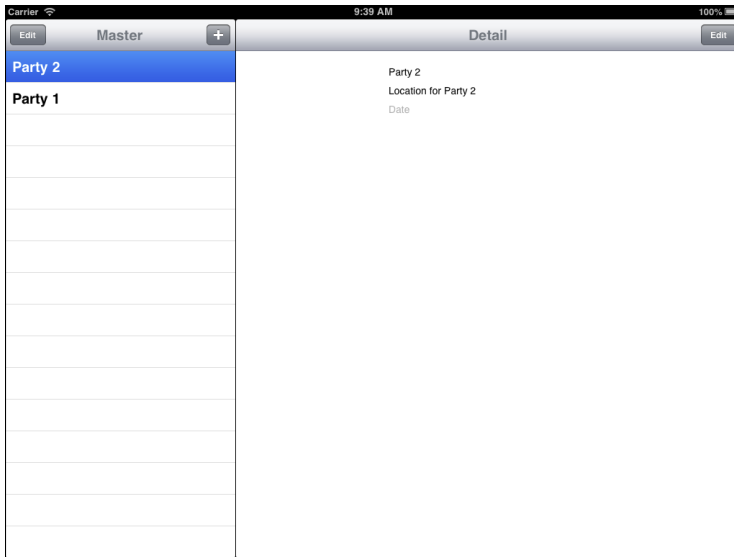 Carrier 9:39 AM 100%
Edit Master + Detail Edit
Party 2
Party 1
Party 2
Location for Party 2
Date